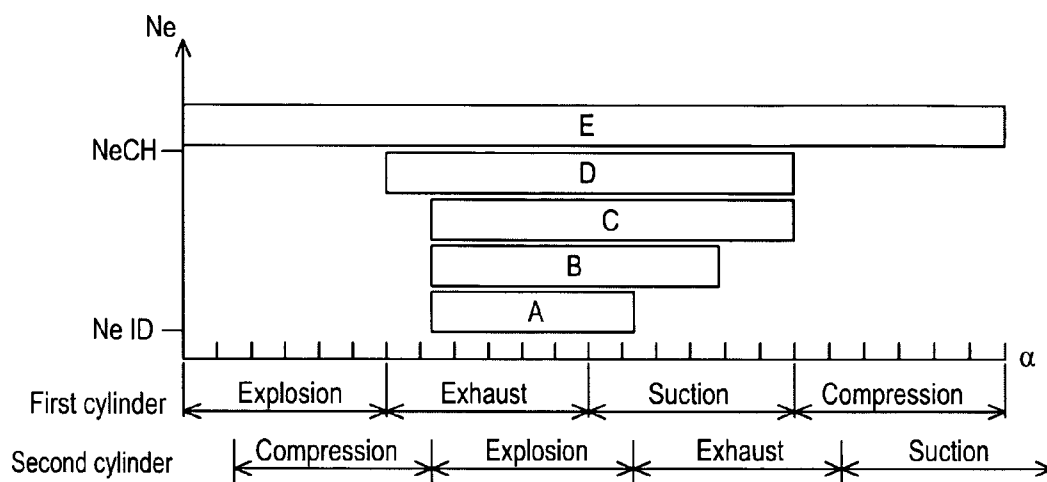 Ne
E
NeCH
D
C
B
A
Ne ID
α
First cylinder Explosion Exhaust Suction Compression
Second cylinder Compression Explosion Exhaust Suction